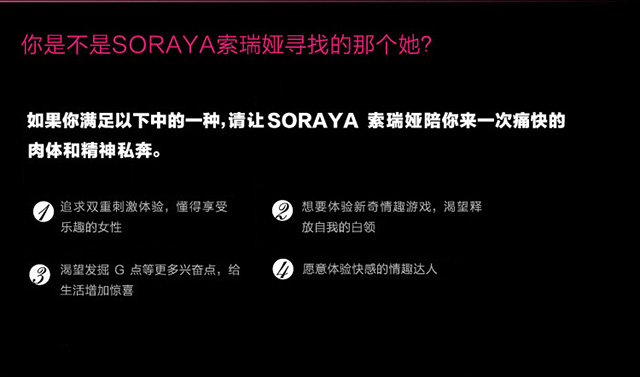 你是不是SORAYA索瑞娅寻找的那个她?
如果你满足以下中的一种,请让SORAYA 索瑞娅陪你来一次痛快的
肉体和精神私奔。
1 追求双重刺激体验，懂得享受
乐趣的女性
2 想要体验新奇情趣游戏，渴望释
放自我的白领
3 渴望发掘 G 点等更多兴奋点，给
生活增加惊喜
4 愿意体验快感的情趣达人